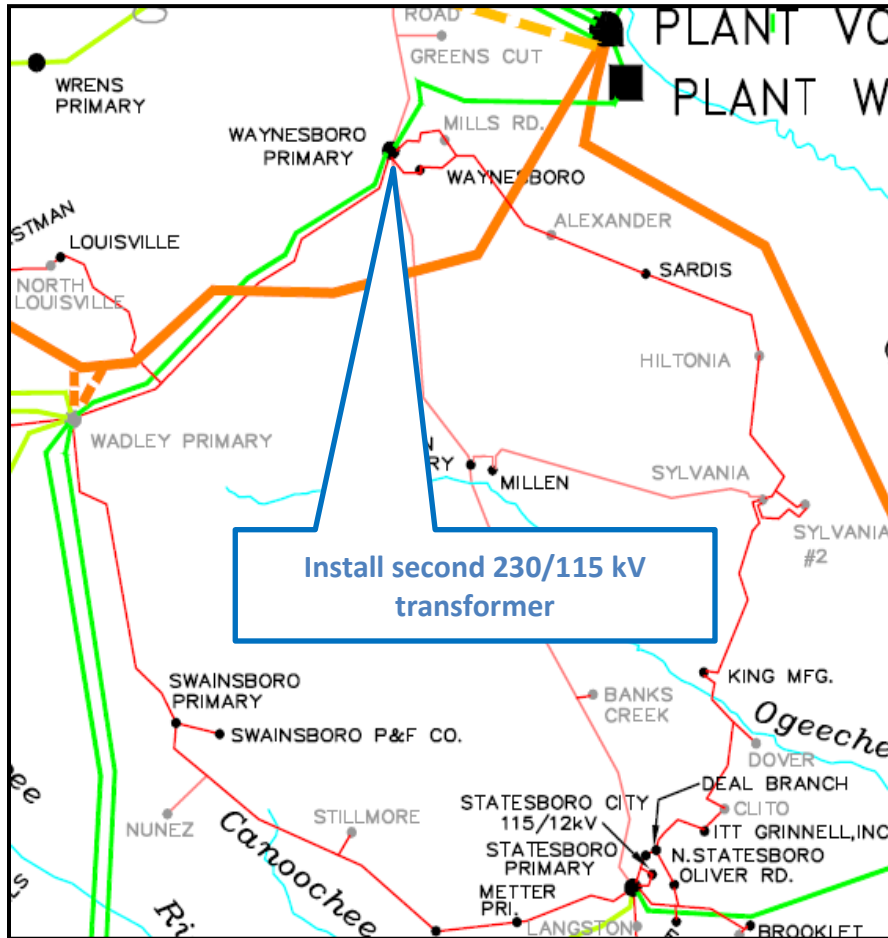 ROAD
GREENS CUT
PLANT VO
PLANT W
WRENS
PRIMARY
WAYNESBORO
PRIMARY
MILLS RD.
WAYNESBORO
ALEXANDER
STMAN
LOUISVILLE
NORTH
LOUISVILLE
SARDIS
HILTONIA
WADLEY PRIMARY
N
RY
MILLEN
SYLVANIA
SYLVANIA
#2
Install second 230/115 kV
transformer
SWAINSBORO
PRIMARY
SWAINSBORO P&F CO.
KING MFG.
BANKS
CREEK
Ogeeche
DOVER
ee
NUNEZ
STILLMORE
Canoochee
Ri
DEAL BRANCH
STATESBORO CITY
115/12kV
CLITO
ITT GRINNELL,INC
STATESBORO
PRIMARY
N.STATESBORO
OLIVER RD.
METTER
PRI.
LANGSTON
BROOKLET